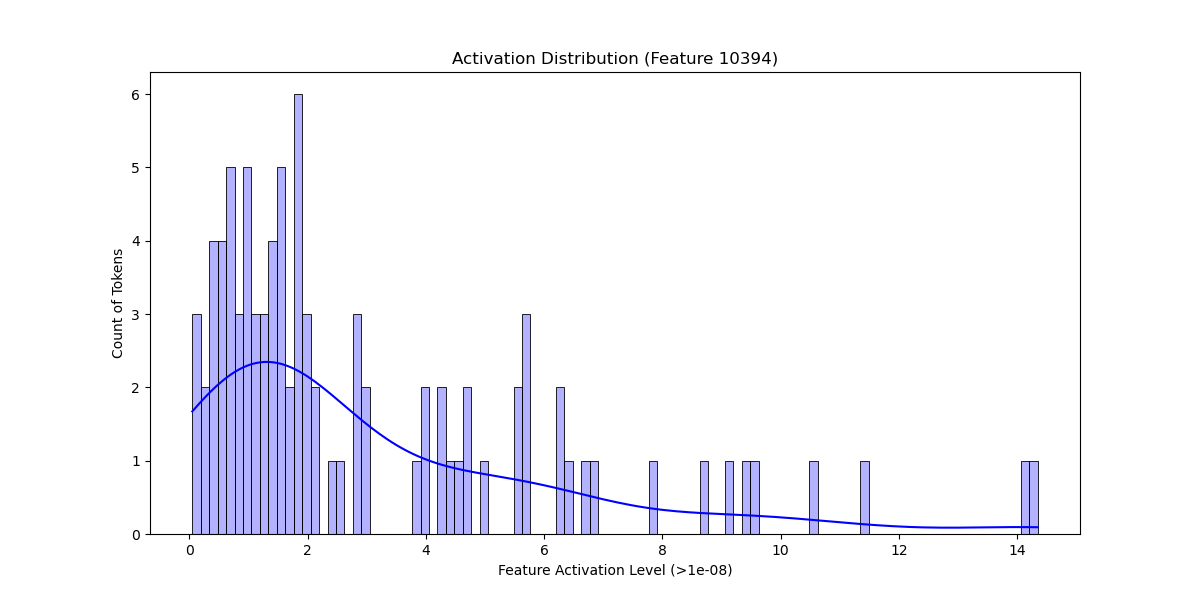 Activation Distribution (Feature 10394)
Count of Tokens
6
5
4
3
2
1
0
0 2 4 6 8 10 12 14
Feature Activation Level (>1e-08)